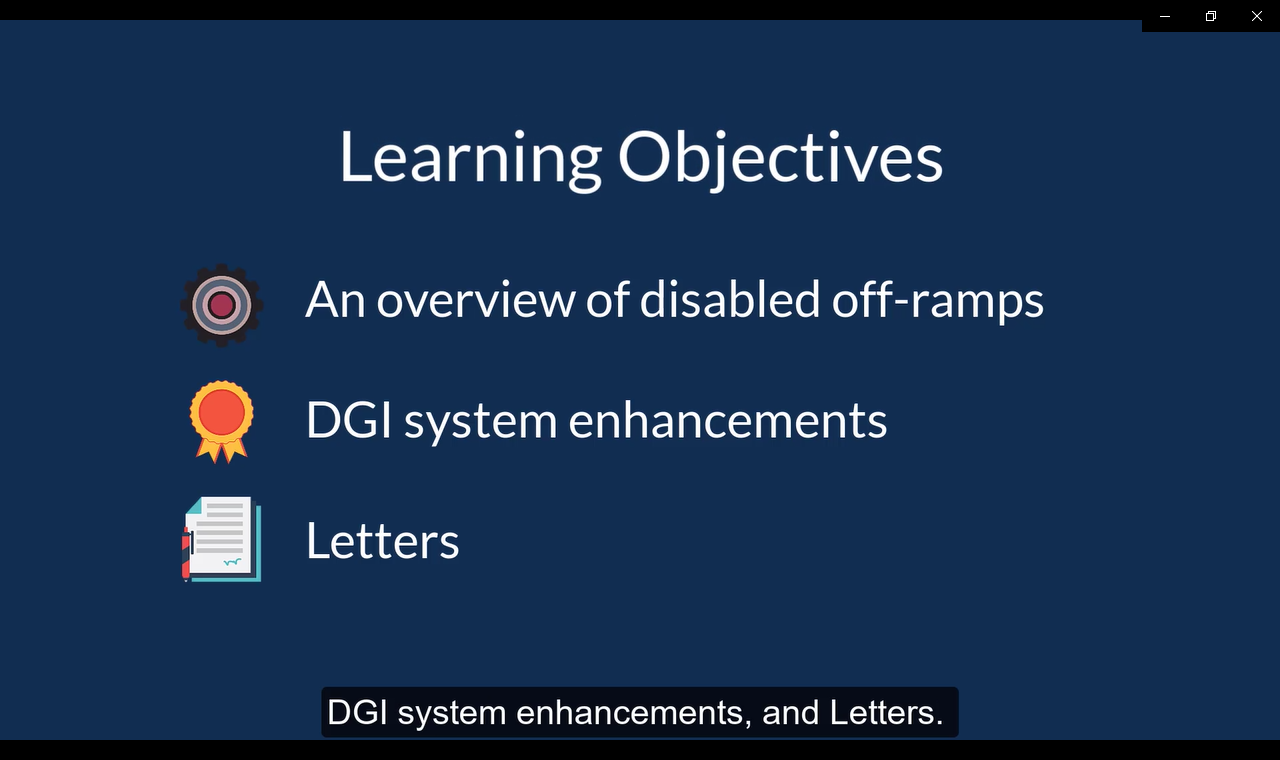 Learning Objectives
An overview of disabled off-ramps
DGI system enhancements
Letters
DGI system enhancements, and Letters.